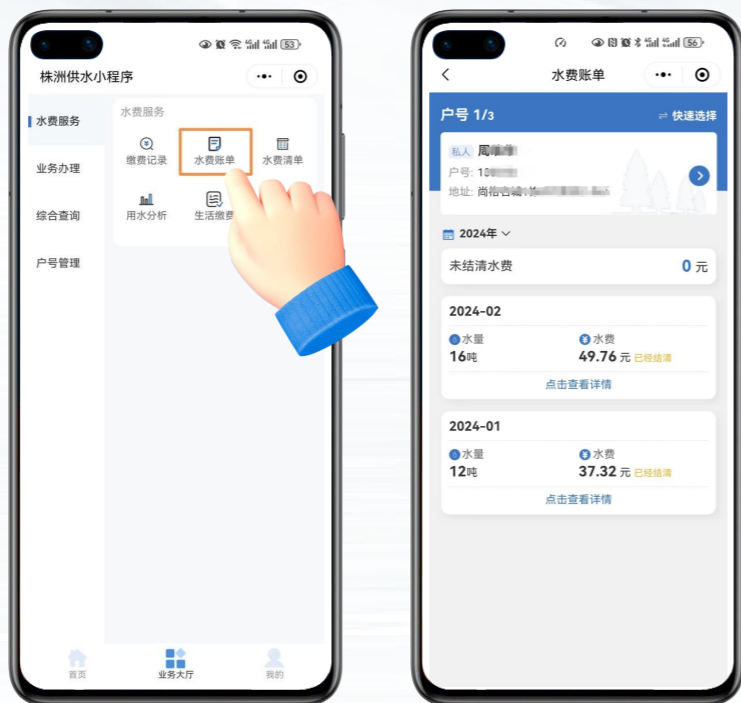 53
株洲供水小程序
水费服务
业务办理
综合查询
户号管理
水费服务
缴费记录
水费账单
水费清单
用水分析
生活缴费
首页
业务大厅
我的
56
水费账单
户号 1/3
快速选择
私人 周
户号:
地址:
2024年
未结清水费
0 元
2024-02
水量
水费
16吨
49.76 元 已经结清
点击查看详情
2024-01
水量
水费
12吨
37.32 元 已经结清
点击查看详情